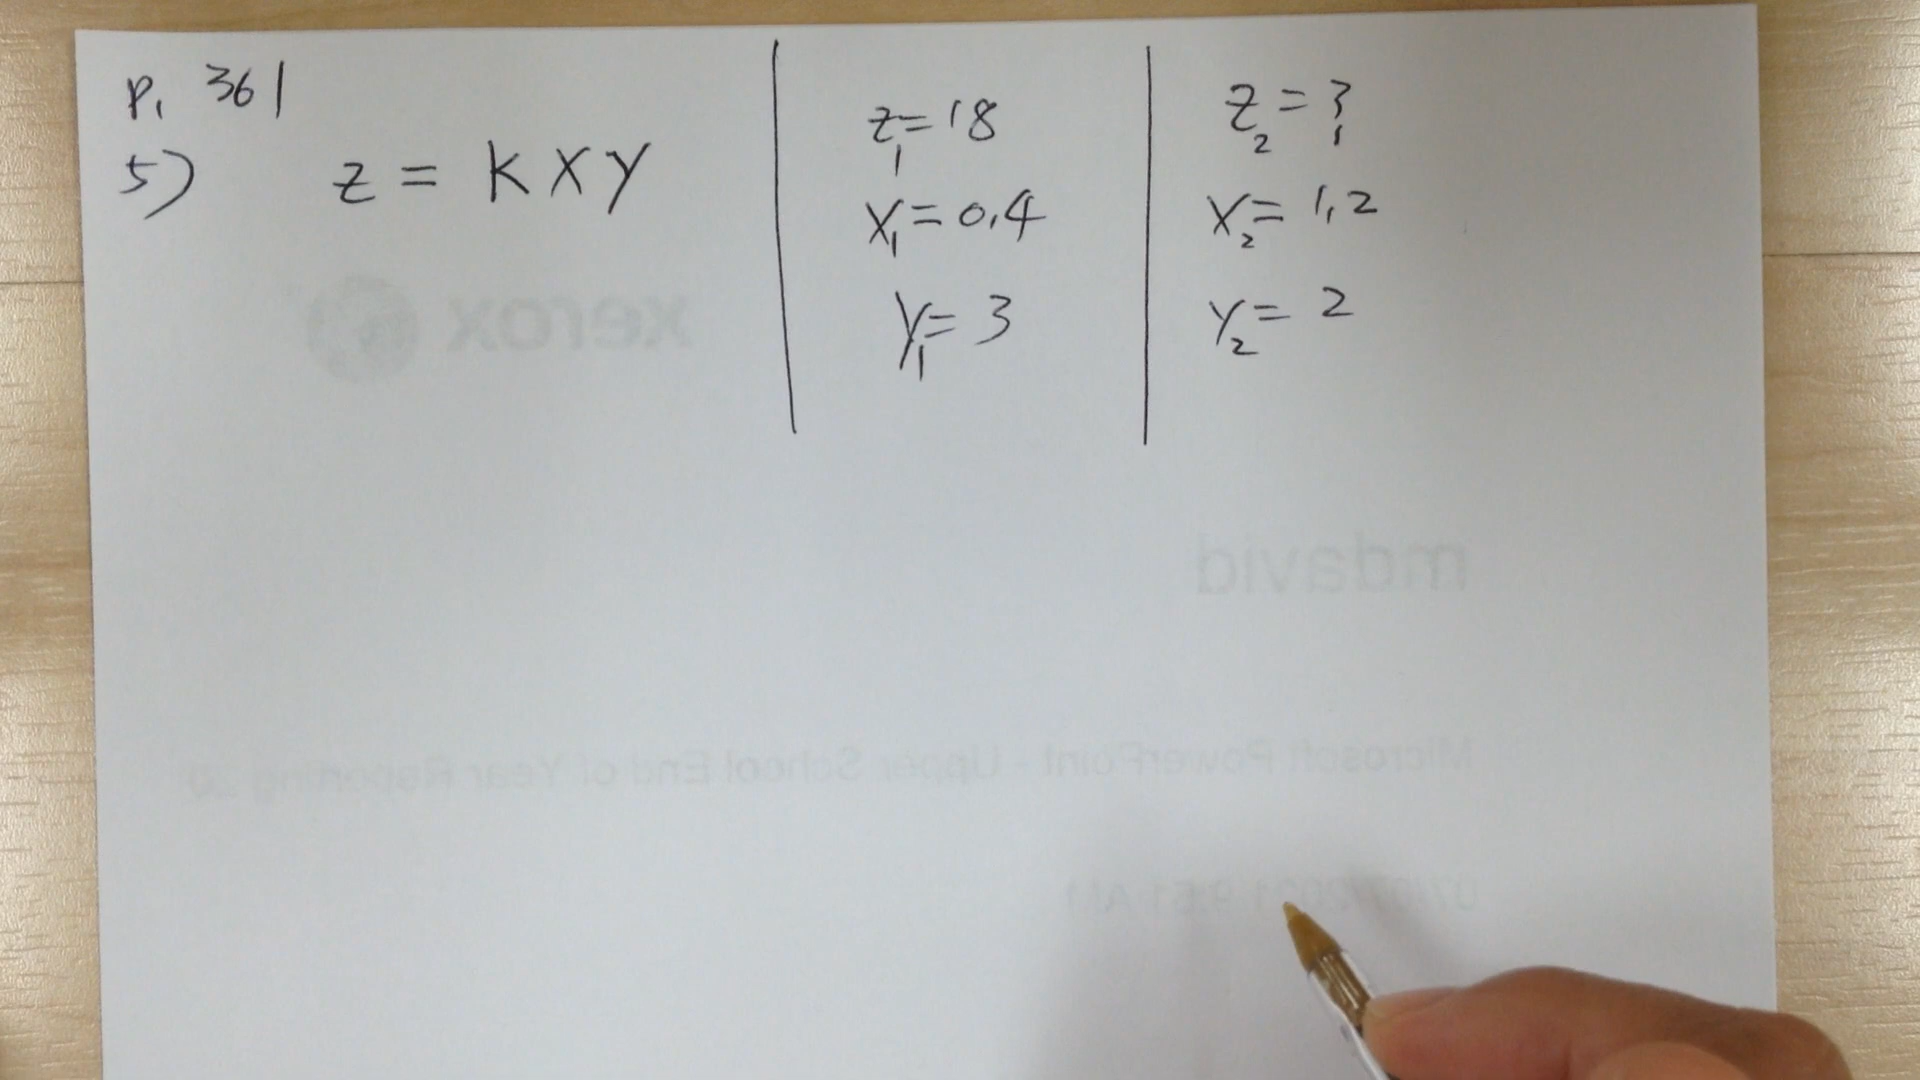 p. 361
5) z = kxy
z₁ = 18
x₁ = 0.4
y₁ = 3
z₂ = ?
x₂ = 1.2
y₂ = 2
xerox
mdavid
Microsoft PowerPoint - Upper School End of Year Reporting 20